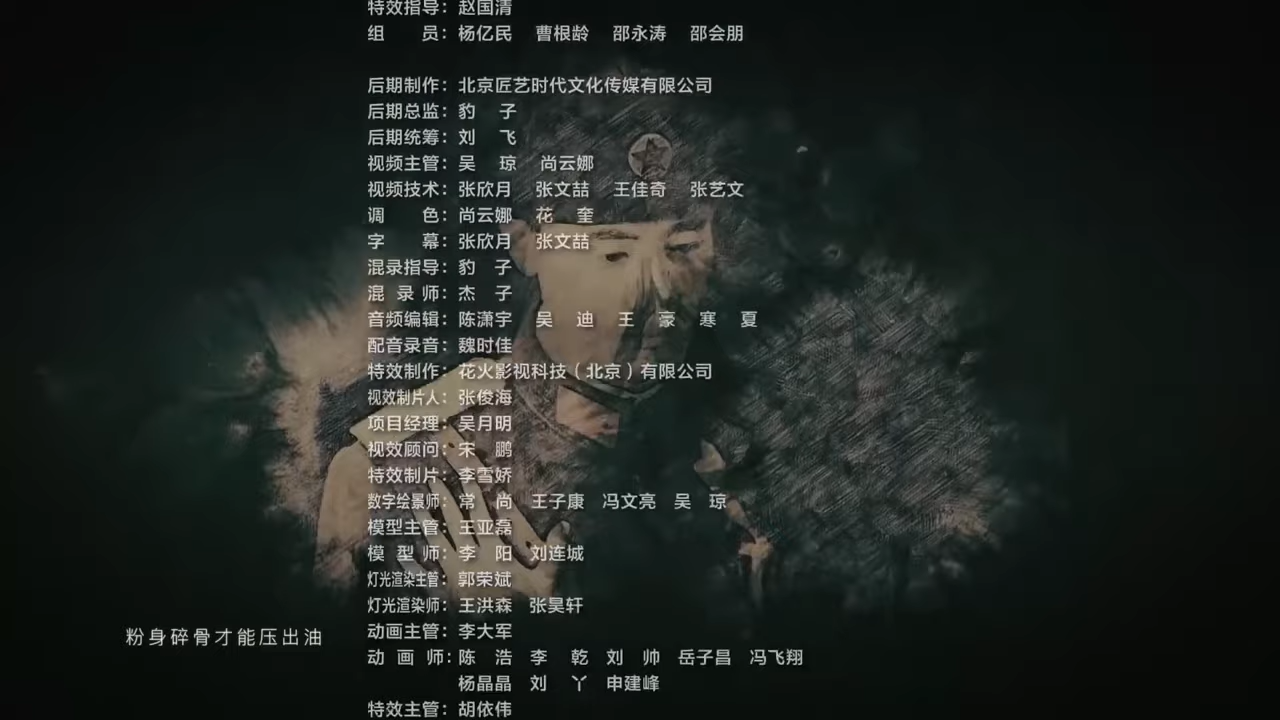 特效指导：赵国清
组　　员：杨亿民　曹根龄　邵永涛　邵会朋
后期制作：北京匠艺时代文化传媒有限公司
后期总监：豹　子
后期统筹：刘　飞
视频主管：吴　琼　尚云娜
视频技术：张欣月　张文喆　王佳奇　张艺文
调　　色：尚云娜　花　奎
字　　幕：张欣月　张文喆
混录指导：豹　子
混 录 师：杰　子
音频编辑：陈潇宇　吴　迪　王　豪　寒　夏
配音录音：魏时佳
特效制作：花火影视科技（北京）有限公司
视效制片人：张俊海
项目经理：吴月明
视效顾问：宋　鹏
特效制片：李雪娇
数字绘景师：常　尚　王子康　冯文亮　吴　琼
模型主管：王亚磊
模 型 师：李　阳　刘连城
灯光渲染主管：郭荣斌
灯光渲染师：王洪森　张昊轩
动画主管：李大军
粉身碎骨才能压出油
动 画 师：陈　浩　李　乾　刘　帅　岳子昌　冯飞翔
杨晶晶　刘　丫　申建峰
特效主管：胡依伟